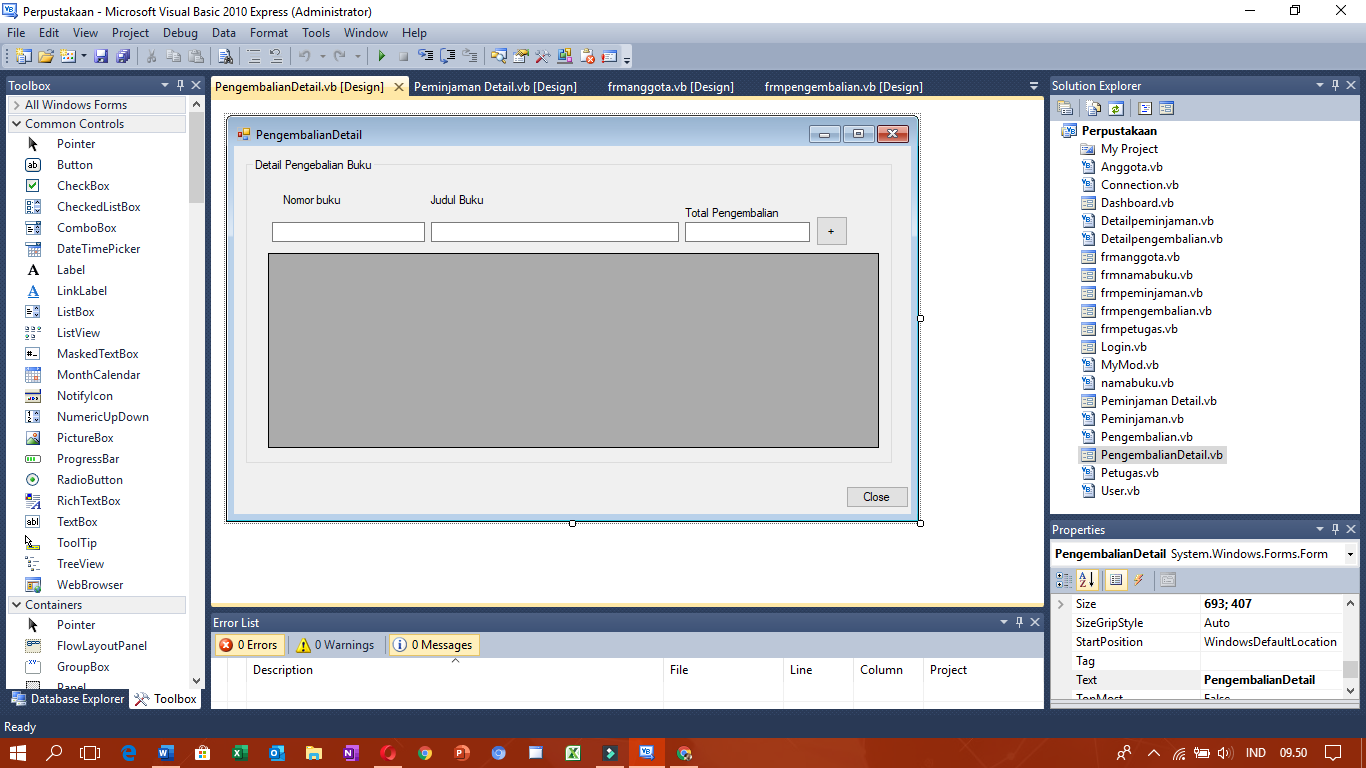 Perpustakaan - Microsoft Visual Basic 2010 Express (Administrator)
File Edit View Project Debug Data Format Tools Window Help
Toolbox
All Windows Forms
Common Controls
Pointer
Button
CheckBox
CheckedListBox
ComboBox
DateTimePicker
Label
LinkLabel
ListBox
ListView
MaskedTextBox
MonthCalendar
NotifyIcon
NumericUpDown
PictureBox
ProgressBar
RadioButton
RichTextBox
TextBox
ToolTip
TreeView
WebBrowser
Containers
Pointer
FlowLayoutPanel
GroupBox
Panel
Database Explorer Toolbox
PengembalianDetail.vb [Design] Peminjaman Detail.vb [Design] frmanggota.vb [Design] frmpengembalian.vb [Design]
PengembalianDetail
Detail Pengebalian Buku
Nomor buku Judul Buku
Total Pengembalian
+
Close
Error List
0 Errors 0 Warnings 0 Messages
Description File Line Column Project
Solution Explorer
Perpustakaan
My Project
Anggota.vb
Connection.vb
Dashboard.vb
Detailpeminjaman.vb
Detailpengembalian.vb
frmanggota.vb
frmnamabuku.vb
frmpeminjaman.vb
frmpengembalian.vb
frmpetugas.vb
Login.vb
MyMod.vb
namabuku.vb
Peminjaman Detail.vb
Peminjaman.vb
Pengembalian.vb
PengembalianDetail.vb
Petugas.vb
User.vb
Properties
PengembalianDetail System.Windows.Forms.Form
Size 693; 407
SizeGripStyle Auto
StartPosition WindowsDefaultLocation
Tag
Text PengembalianDetail
TopMost False
Ready
IND 09.50